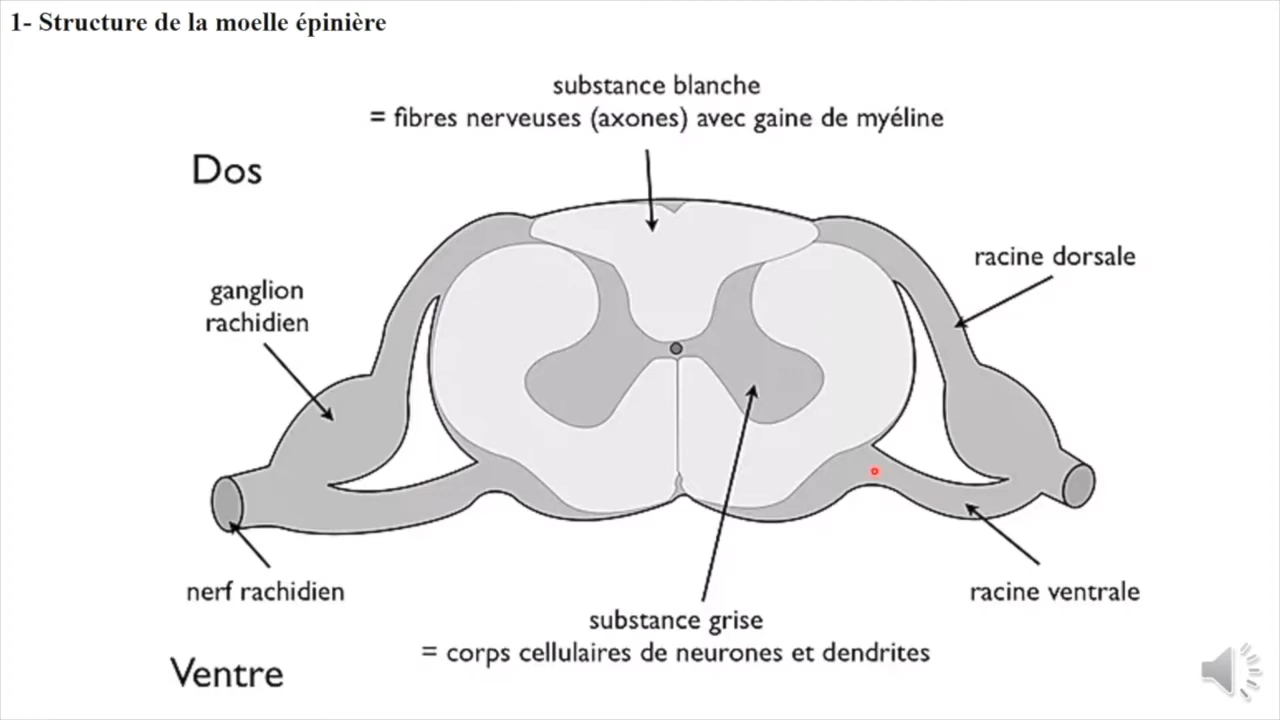 1- Structure de la moelle épinière
substance blanche
= fibres nerveuses (axones) avec gaine de myéline
Dos
racine dorsale
ganglion
rachidien
nerf rachidien
racine ventrale
substance grise
= corps cellulaires de neurones et dendrites
Ventre